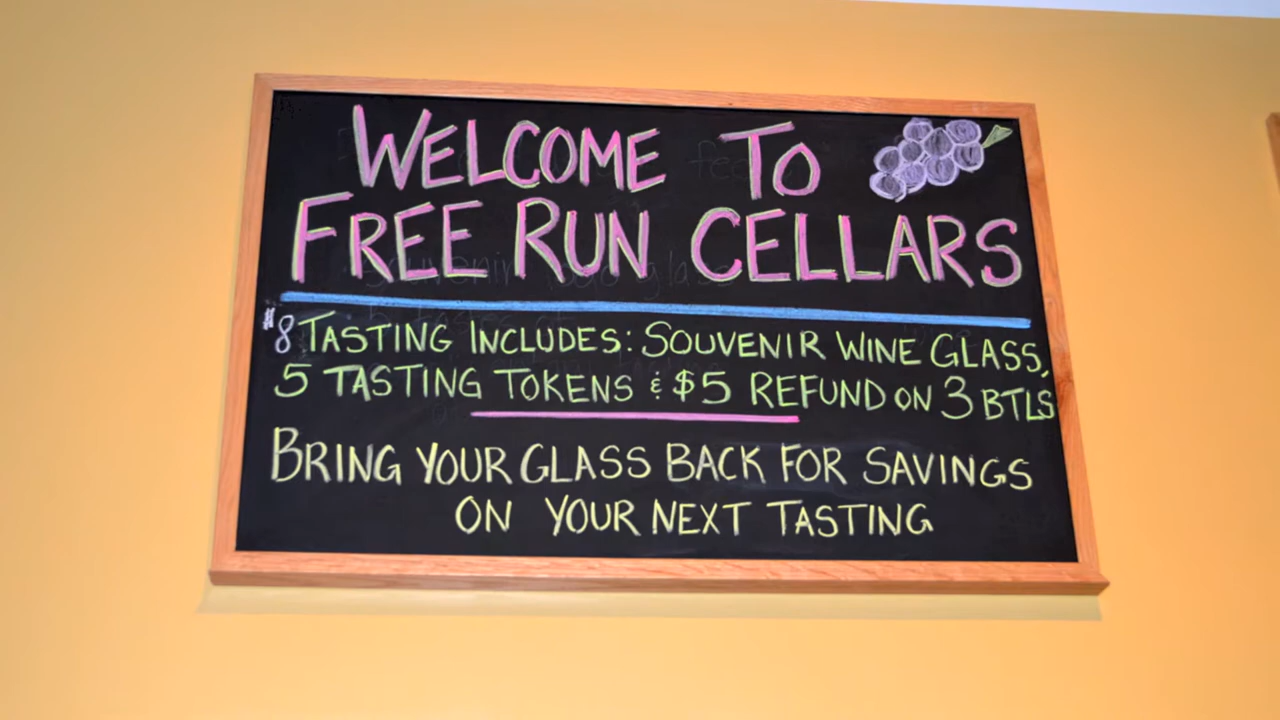 WELCOME TO
FREE RUN CELLARS
8 TASTING INCLUDES: SOUVENIR WINE GLASS,
5 TASTING TOKENS & $5 REFUND ON 3 BTLS
BRING YOUR GLASS BACK FOR SAVINGS
ON YOUR NEXT TASTING